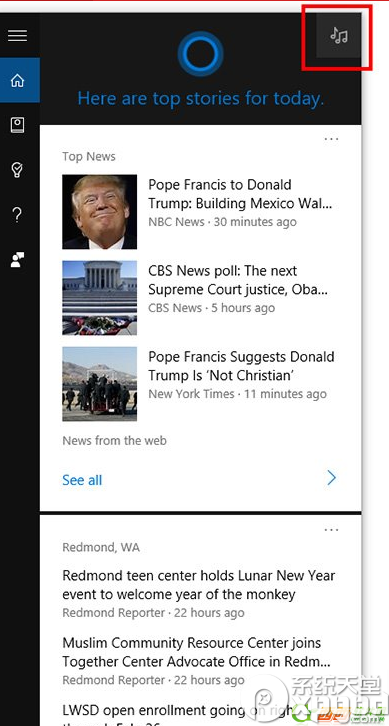 Here are top stories for today.
Top News
Pope Francis to Donald
Trump: Building Mexico Wal...
NBC News · 30 minutes ago
CBS News poll: The next
Supreme Court justice, Oba...
CBS News · 5 hours ago
Pope Francis Suggests Donald
Trump Is ‘Not Christian’
New York Times · 11 minutes ago
News from the web
See all
Redmond, WA
Redmond teen center holds Lunar New Year
event to welcome year of the monkey
Redmond Reporter · 22 hours ago
Muslim Community Resource Center joins
Together Center Advocate Office in Redm...
Redmond Reporter · 22 hours ago
LWSD open enrollment going on right
系统天堂